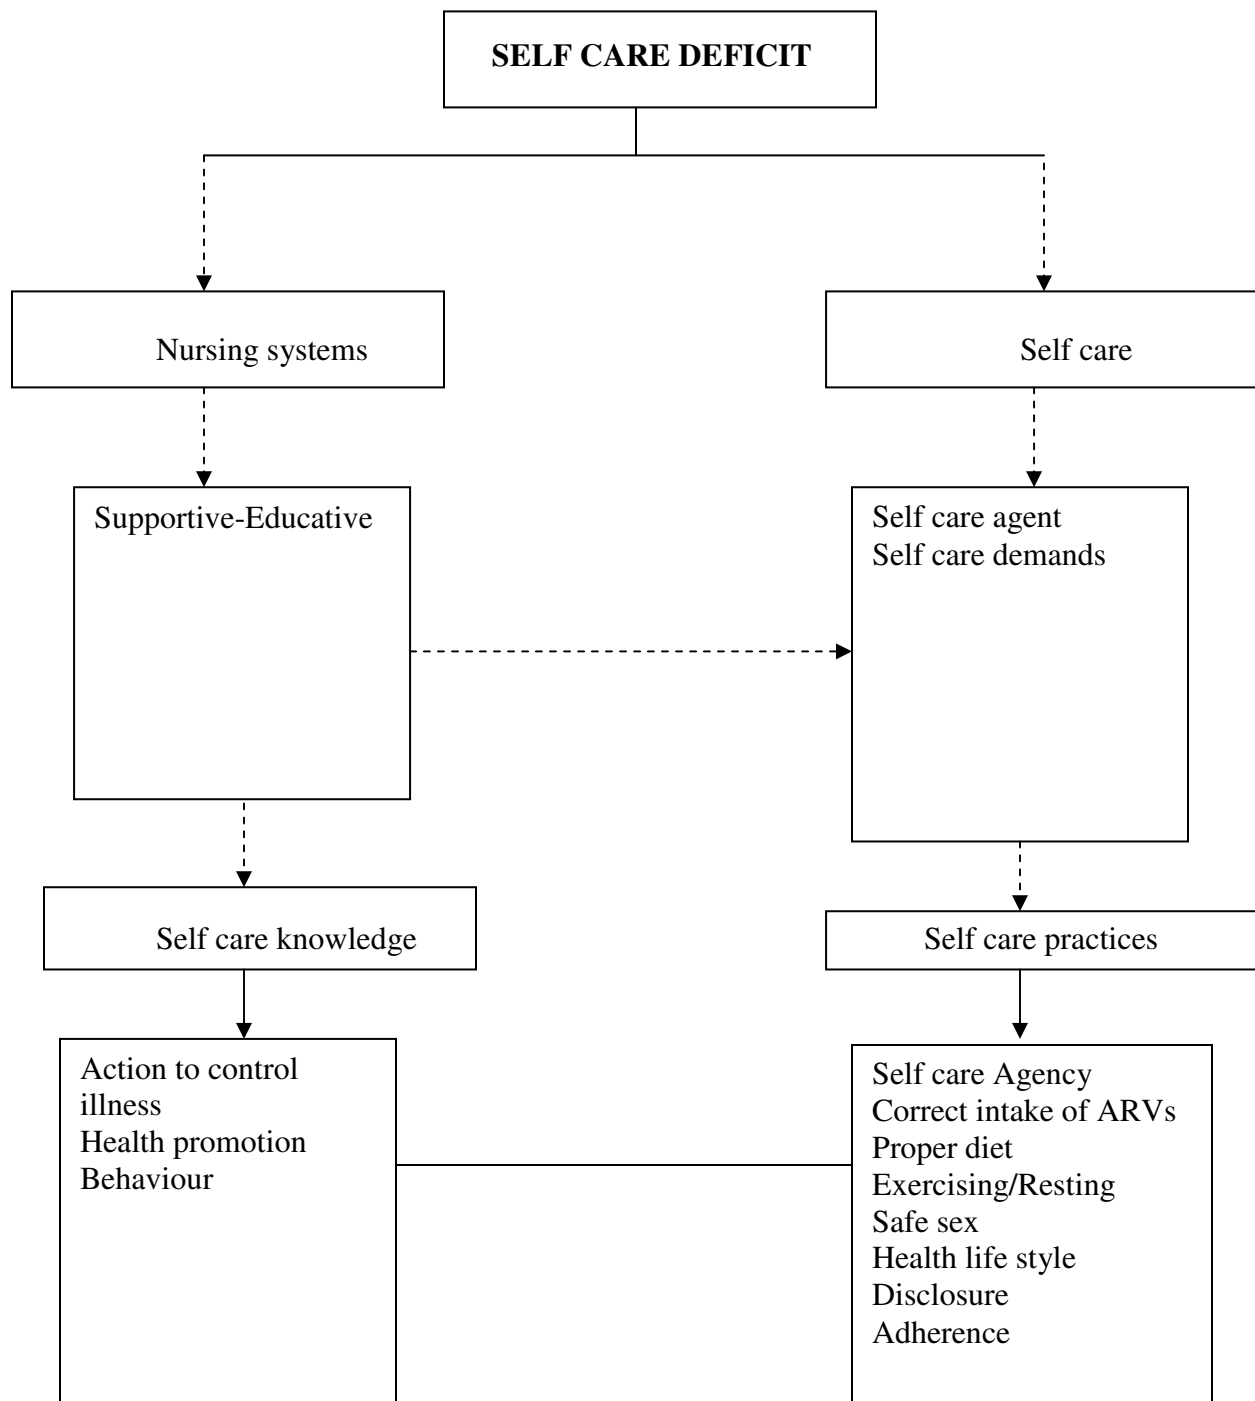 SELF CARE DEFICIT
Nursing systems
Self care
Supportive-Educative
Self care agent
Self care demands
Self care knowledge
Self care practices
Action to control
illness
Health promotion
Behaviour
Self care Agency
Correct intake of ARVs
Proper diet
Exercising/Resting
Safe sex
Health life style
Disclosure
Adherence